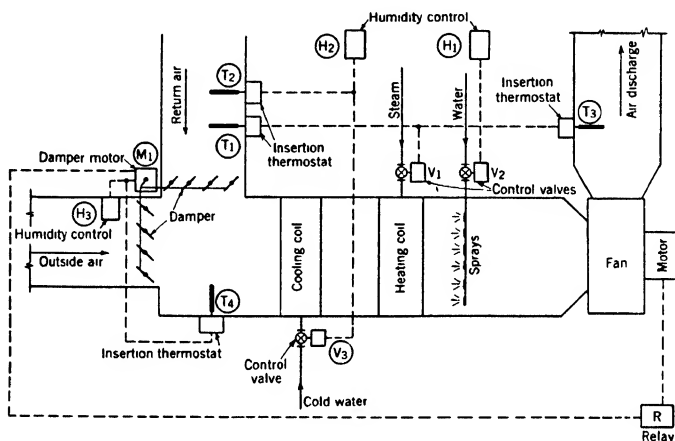 Humidity control
H2
H1
T2
Return air
Steam
Water
Insertion
thermostat
Air discharge
T3
T1
Insertion
thermostat
M1
Damper motor
V1
V2
Control valves
H3
Damper
Humidity control
Outside air
Cooling coil
Heating coil
Sprays
Fan
Motor
T4
Insertion thermostat
Control
valve
V3
Cold water
R
Relay